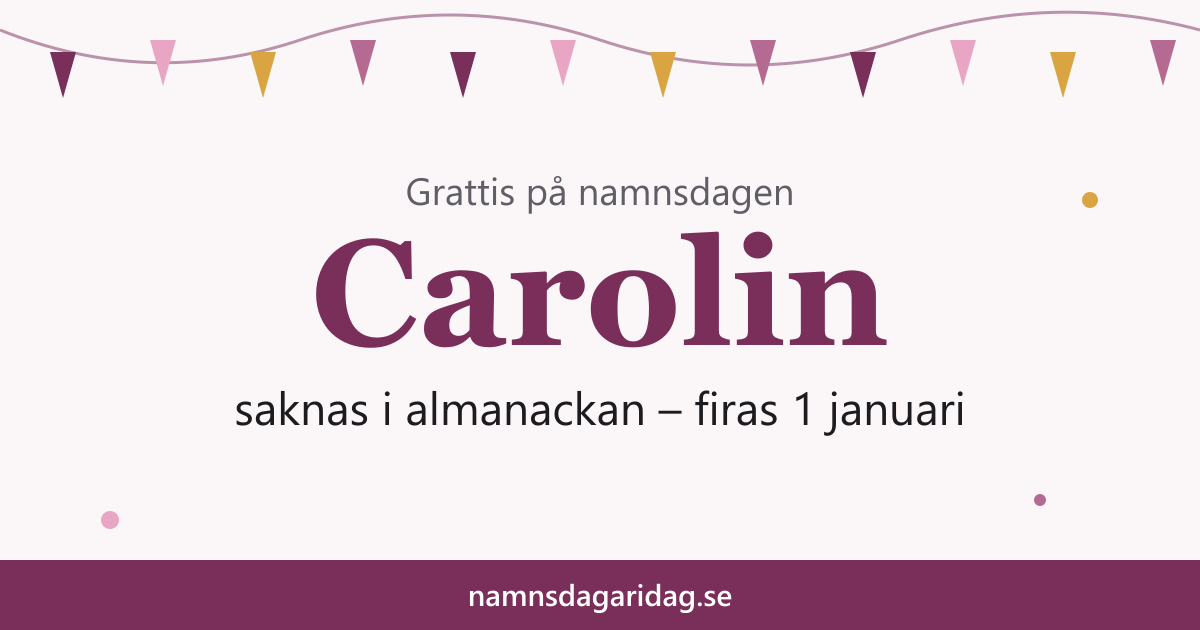 Grattis på namnsdagen
Carolin
saknas i almanackan – firas 1 januari
namnsdagaridag.se